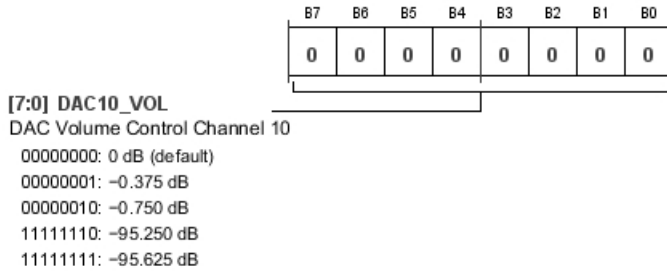 B7 B6 B5 B4 B3 B2 B1 B0
0 0 0 0 0 0 0 0
[7:0] DAC10_VOL
DAC Volume Control Channel 10
00000000: 0 dB (default)
00000001: −0.375 dB
00000010: −0.750 dB
11111110: −95.250 dB
11111111: −95.625 dB